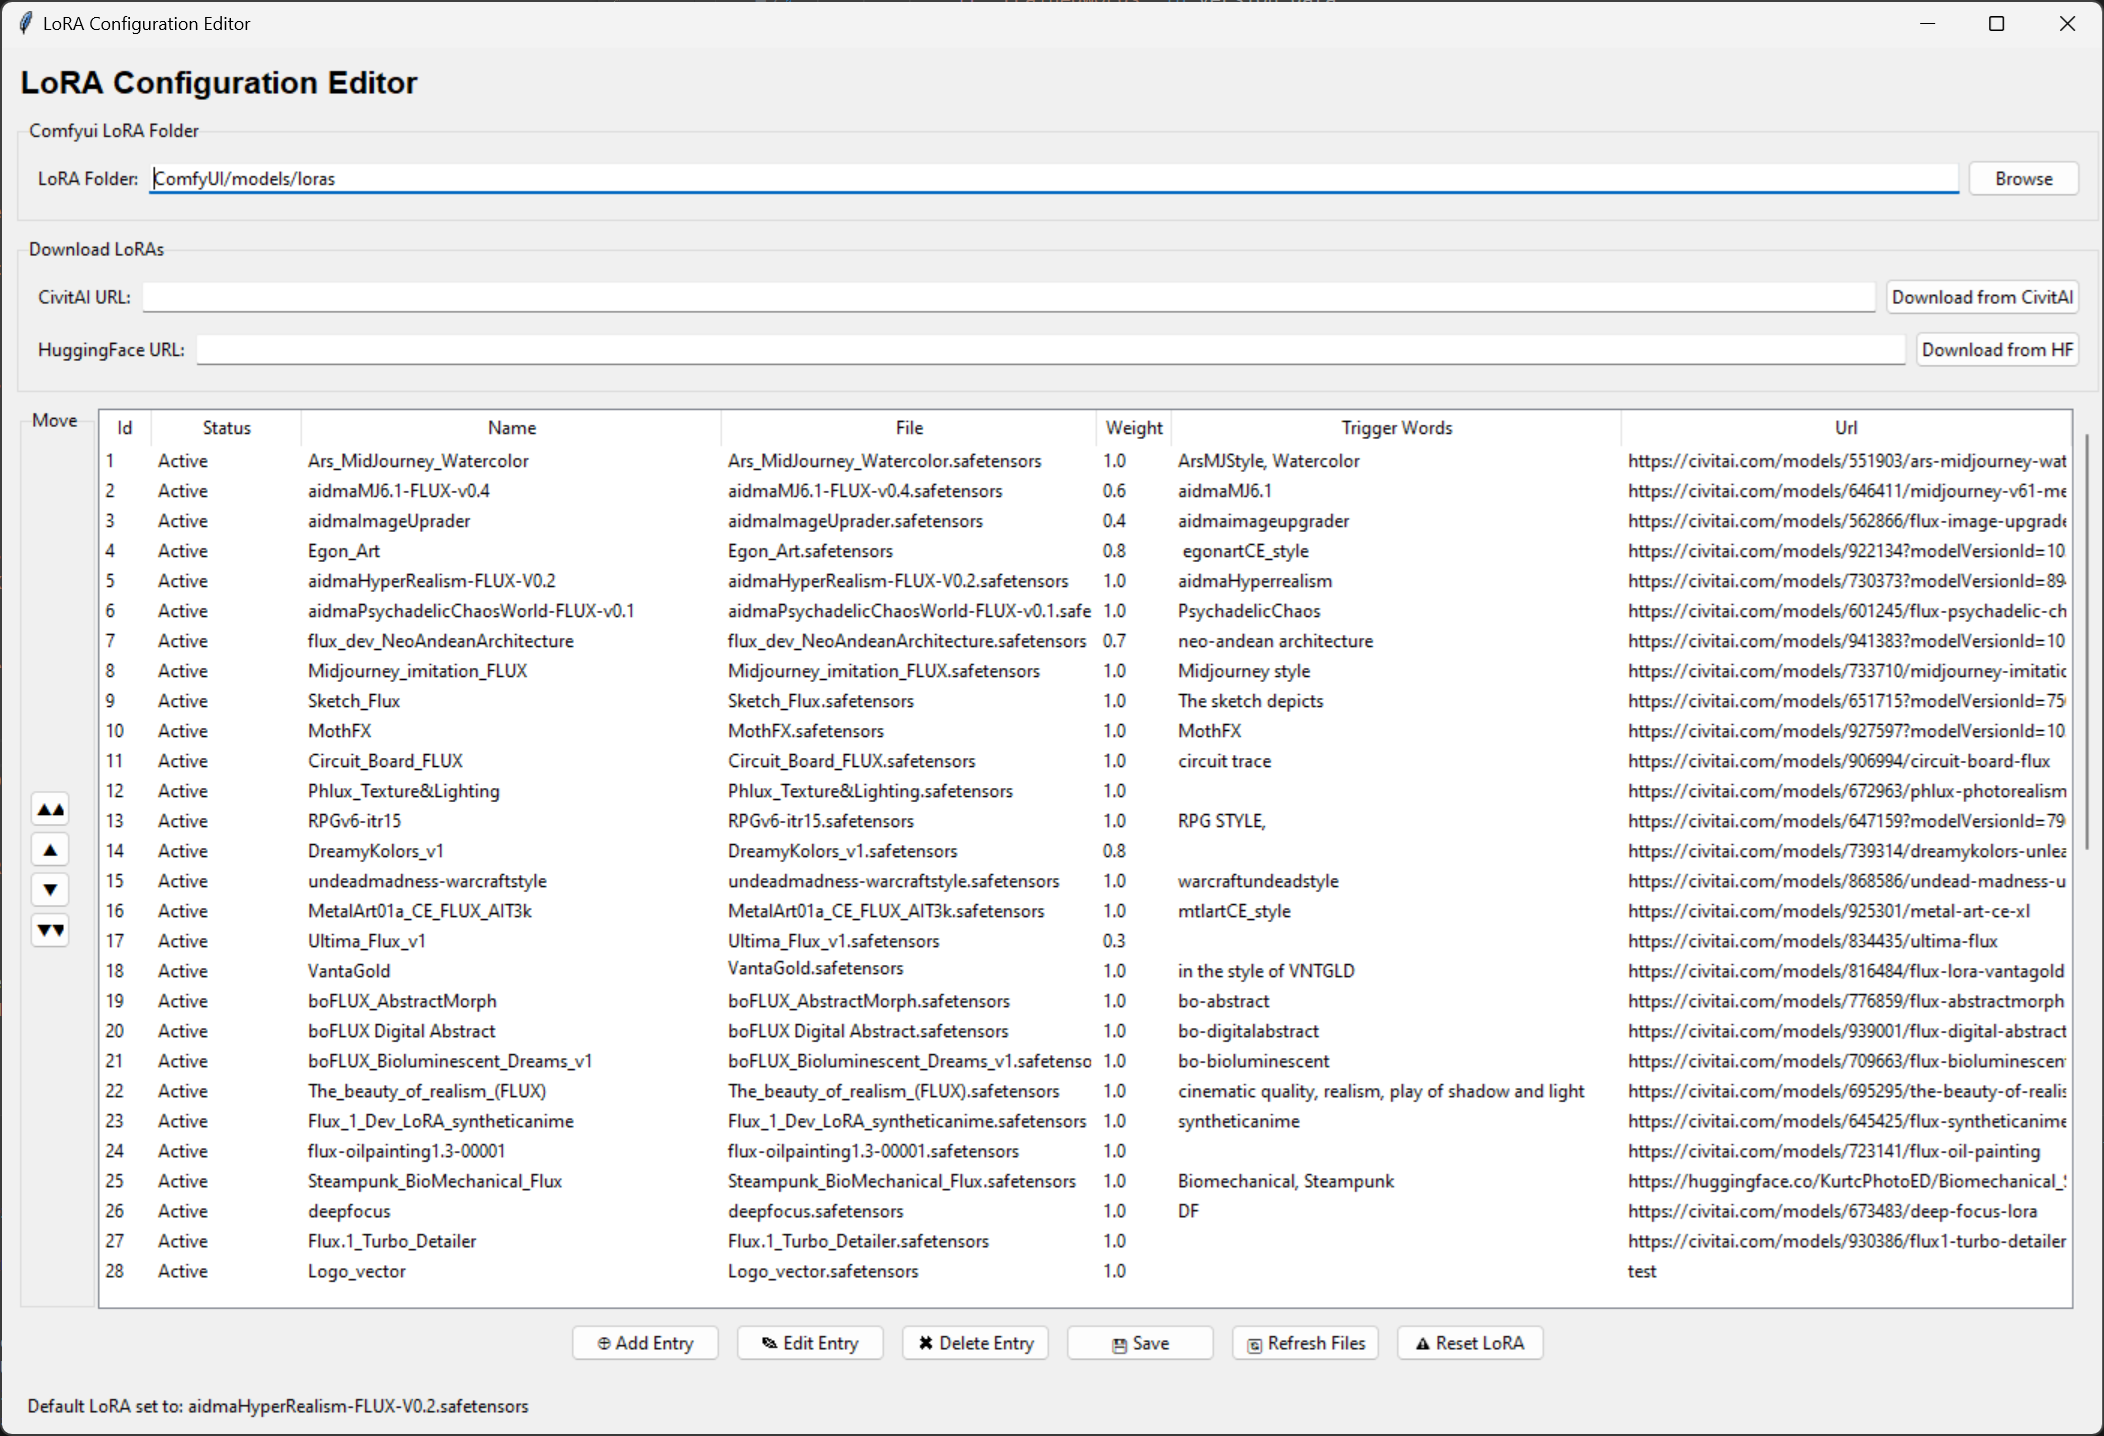 LoRA Configuration Editor
LoRA Configuration Editor
Comfyui LoRA Folder
LoRA Folder: ComfyUI/models/loras Browse
Download LoRAs
CivitAI URL: Download from CivitAI
HuggingFace URL: Download from HF
Move Id Status Name File Weight Trigger Words Url
1 Active Ars_MidJourney_Watercolor Ars_MidJourney_Watercolor.safetensors 1.0 ArsMJStyle, Watercolor https://civitai.com/models/551903/ars-midjourney-wat
2 Active aidmaMJ6.1-FLUX-v0.4 aidmaMJ6.1-FLUX-v0.4.safetensors 0.6 aidmaMJ6.1 https://civitai.com/models/646411/midjourney-v61-me
3 Active aidmaImageUprader aidmaImageUprader.safetensors 0.4 aidmaimageupgrader https://civitai.com/models/562866/flux-image-upgrade
4 Active Egon_Art Egon_Art.safetensors 0.8 egonartCE_style https://civitai.com/models/922134?modelVersionId=10
5 Active aidmaHyperRealism-FLUX-V0.2 aidmaHyperRealism-FLUX-V0.2.safetensors 1.0 aidmaHyperrealism https://civitai.com/models/730373?modelVersionId=89
6 Active aidmaPsychadelicChaosWorld-FLUX-v0.1 aidmaPsychadelicChaosWorld-FLUX-v0.1.safe 1.0 PsychadelicChaos https://civitai.com/models/601245/flux-psychadelic-ch
7 Active flux_dev_NeoAndeanArchitecture flux_dev_NeoAndeanArchitecture.safetensors 0.7 neo-andean architecture https://civitai.com/models/941383?modelVersionId=10
8 Active Midjourney_imitation_FLUX Midjourney_imitation_FLUX.safetensors 1.0 Midjourney style https://civitai.com/models/733710/midjourney-imitatic
9 Active Sketch_Flux Sketch_Flux.safetensors 1.0 The sketch depicts https://civitai.com/models/651715?modelVersionId=75
10 Active MothFX MothFX.safetensors 1.0 MothFX https://civitai.com/models/927597?modelVersionId=10
11 Active Circuit_Board_FLUX Circuit_Board_FLUX.safetensors 1.0 circuit trace https://civitai.com/models/906994/circuit-board-flux
12 Active Phlux_Texture&Lighting Phlux_Texture&Lighting.safetensors 1.0 https://civitai.com/models/672963/phlux-photorealism
13 Active RPGv6-itr15 RPGv6-itr15.safetensors 1.0 RPG STYLE, https://civitai.com/models/647159?modelVersionId=79
14 Active DreamyKolors_v1 DreamyKolors_v1.safetensors 0.8 https://civitai.com/models/739314/dreamykolors-unlea
15 Active undeadmadness-warcraftstyle undeadmadness-warcraftstyle.safetensors 1.0 warcraftundeadstyle https://civitai.com/models/868586/undead-madness-u
16 Active MetalArt01a_CE_FLUX_AIT3k MetalArt01a_CE_FLUX_AIT3k.safetensors 1.0 mtlartCE_style https://civitai.com/models/925301/metal-art-ce-xl
17 Active Ultima_Flux_v1 Ultima_Flux_v1.safetensors 0.3 https://civitai.com/models/834435/ultima-flux
18 Active VantaGold VantaGold.safetensors 1.0 in the style of VNTGLD https://civitai.com/models/816484/flux-lora-vantagold
19 Active boFLUX_AbstractMorph boFLUX_AbstractMorph.safetensors 1.0 bo-abstract https://civitai.com/models/776859/flux-abstractmorph
20 Active boFLUX Digital Abstract boFLUX Digital Abstract.safetensors 1.0 bo-digitalabstract https://civitai.com/models/939001/flux-digital-abstract
21 Active boFLUX_Bioluminescent_Dreams_v1 boFLUX_Bioluminescent_Dreams_v1.safetenso 1.0 bo-bioluminescent https://civitai.com/models/709663/flux-bioluminescen
22 Active The_beauty_of_realism_(FLUX) The_beauty_of_realism_(FLUX).safetensors 1.0 cinematic quality, realism, play of shadow and light https://civitai.com/models/695295/the-beauty-of-realis
23 Active Flux_1_Dev_LoRA_syntheticanime Flux_1_Dev_LoRA_syntheticanime.safetensors 1.0 syntheticanime https://civitai.com/models/645425/flux-syntheticanime
24 Active flux-oilpainting1.3-00001 flux-oilpainting1.3-00001.safetensors 1.0 https://civitai.com/models/723141/flux-oil-painting
25 Active Steampunk_BioMechanical_Flux Steampunk_BioMechanical_Flux.safetensors 1.0 Biomechanical, Steampunk https://huggingface.co/KurtcPhotoED/Biomechanical_
26 Active deepfocus deepfocus.safetensors 1.0 DF https://civitai.com/models/673483/deep-focus-lora
27 Active Flux.1_Turbo_Detailer Flux.1_Turbo_Detailer.safetensors 1.0 https://civitai.com/models/930386/flux1-turbo-detailer
28 Active Logo_vector Logo_vector.safetensors 1.0 test
Add Entry Edit Entry Delete Entry Save Refresh Files Reset LoRA
Default LoRA set to: aidmaHyperRealism-FLUX-V0.2.safetensors